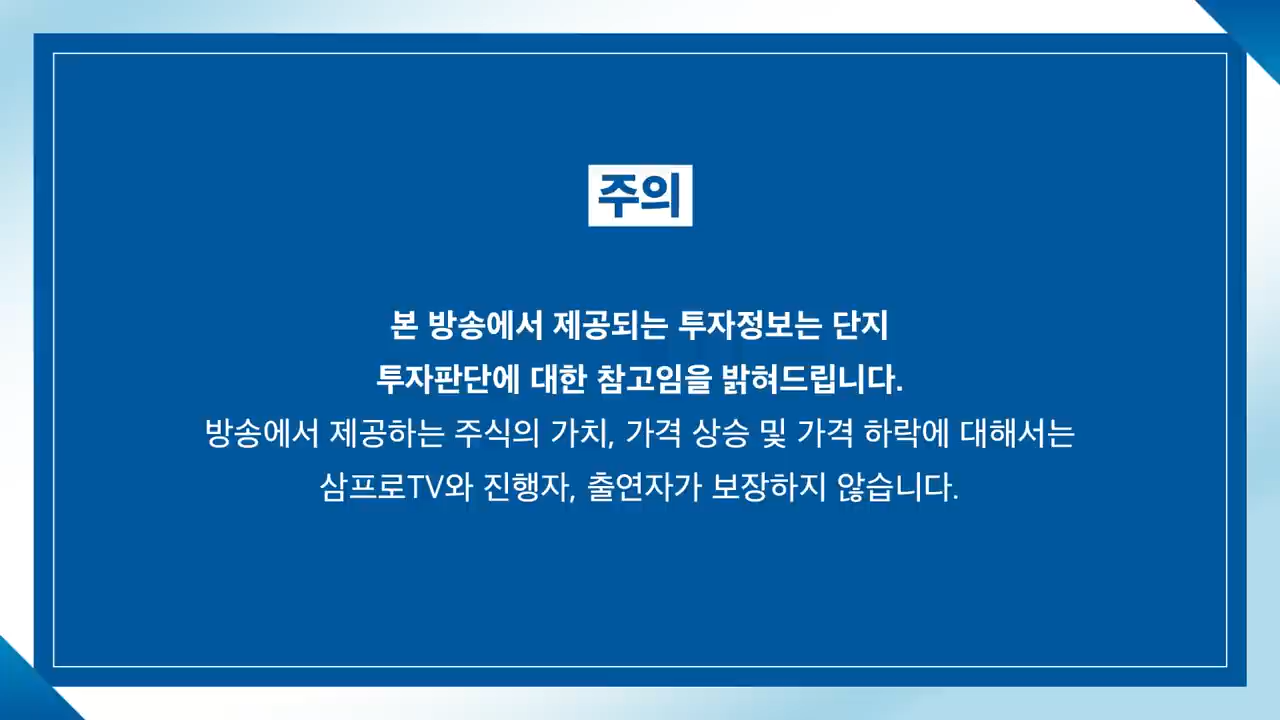 주의
본 방송에서 제공되는 투자정보는 단지
투자판단에 대한 참고임을 밝혀드립니다.
방송에서 제공하는 주식의 가치, 가격 상승 및 가격 하락에 대해서는
삼프로TV와 진행자, 출연자가 보장하지 않습니다.